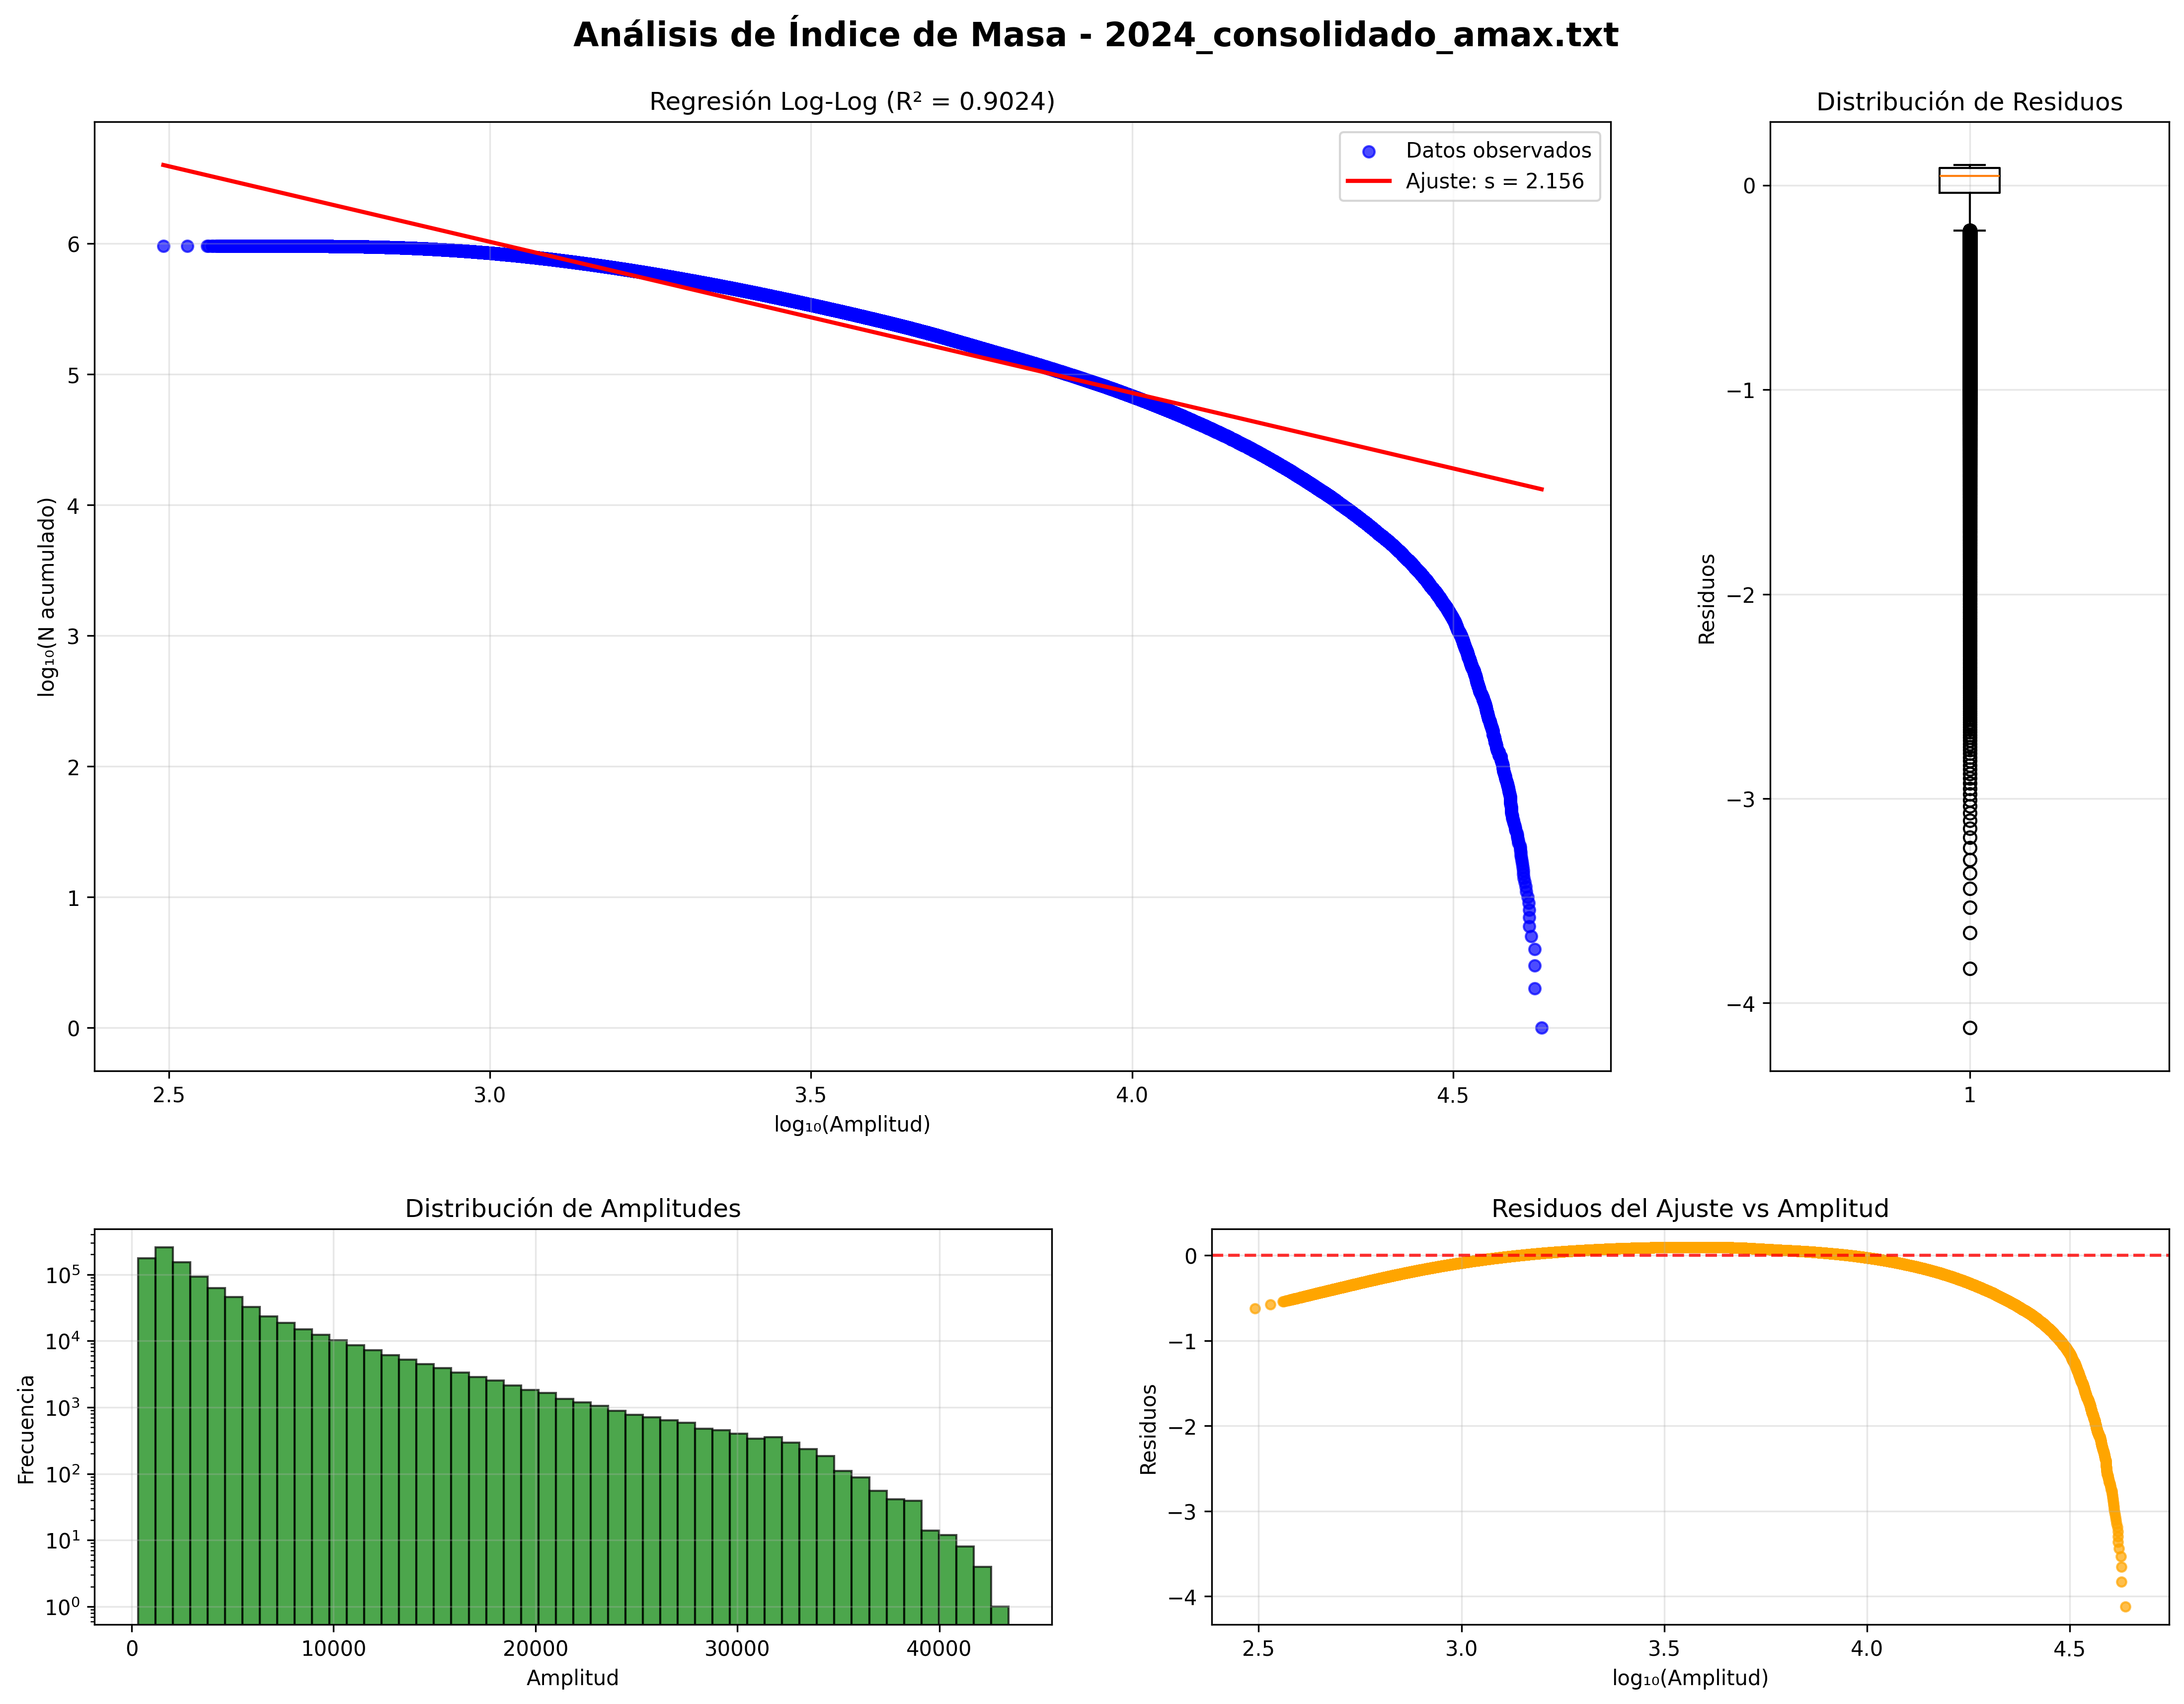 Análisis de Índice de Masa - 2024_consolidado_amax.txt
Regresión Log-Log (R² = 0.9024)
Datos observados
Ajuste: s = 2.156
log₁₀(N acumulado)
6
5
4
3
2
1
0
2.5 3.0 3.5 4.0 4.5
log₁₀(Amplitud)
Distribución de Residuos
Residuos
0
−1
−2
−3
−4
1
Distribución de Amplitudes
Frecuencia
10⁵
10⁴
10³
10²
10¹
10⁰
0 10000 20000 30000 40000
Amplitud
Residuos del Ajuste vs Amplitud
Residuos
0
−1
−2
−3
−4
2.5 3.0 3.5 4.0 4.5
log₁₀(Amplitud)